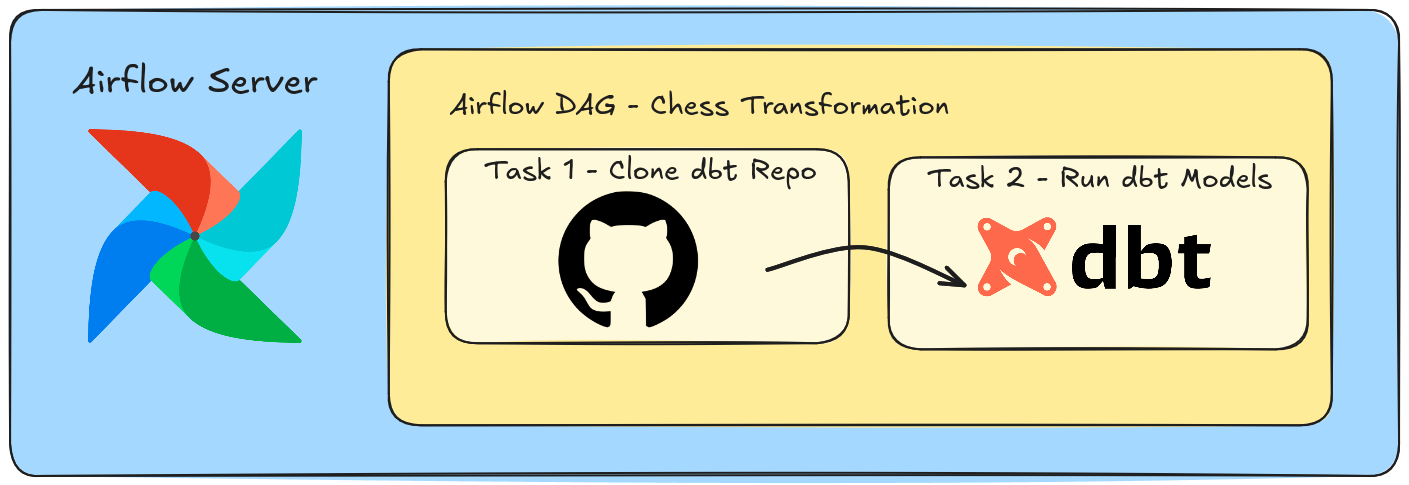 Airflow Server
Airflow DAG - Chess Transformation
Task 1 - Clone dbt Repo
Task 2 - Run dbt Models
dbt